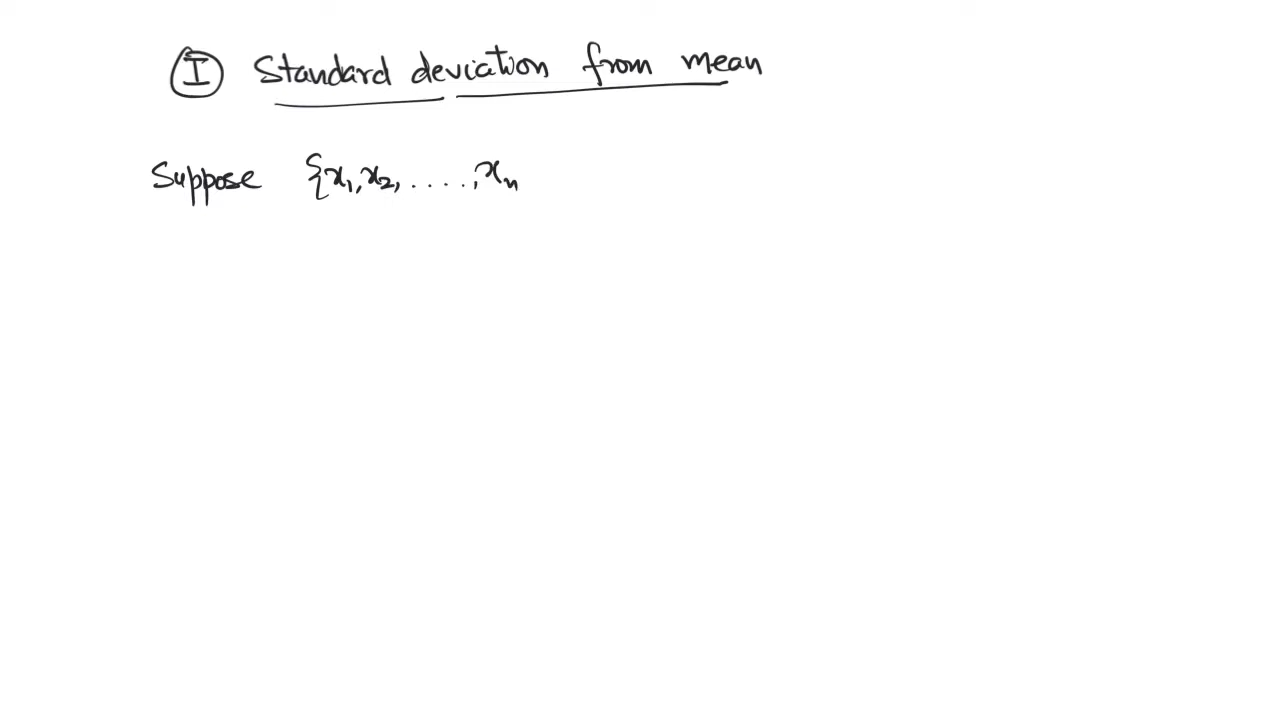 I Standard deviation from mean
Suppose {x₁,x₂,.....,xₙ